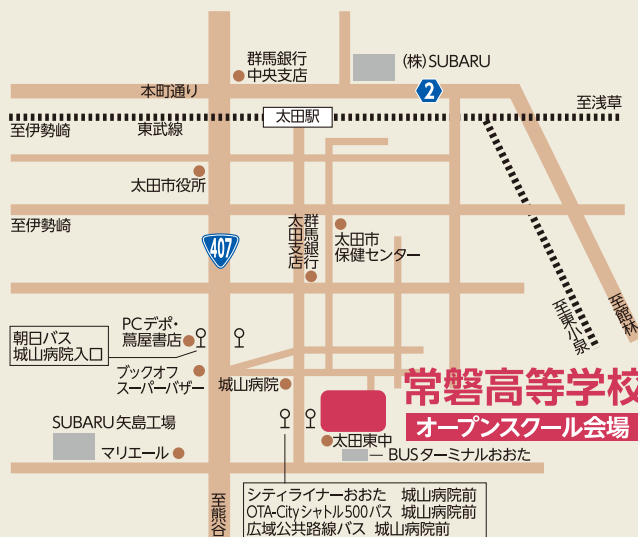 群馬銀行
中央支店
(株)SUBARU
本町通り
2
至浅草
太田駅
至伊勢崎
東武線
太田市役所
至伊勢崎
407
群馬銀行
太田支店
太田市
保健センター
至館林
至東小泉
PCデポ・
蔦屋書店
朝日バス
城山病院入口
ブックオフ
スーパーバザー
城山病院
常磐高等学校
オープンスクール会場
SUBARU矢島工場
マリエール
太田東中
BUSターミナルおおた
至熊谷
シティライナーおおた 城山病院前
OTA-Cityシャトル500バス 城山病院前
広域公共路線バス 城山病院前